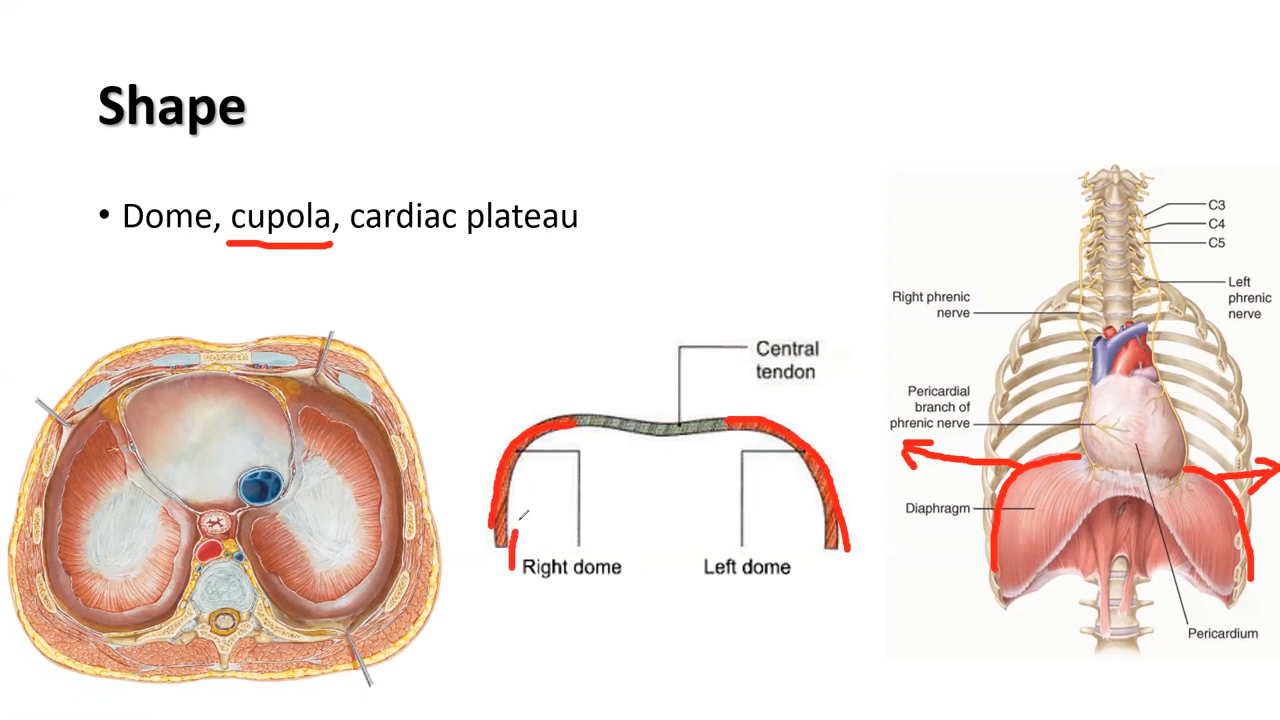 Shape
• Dome, cupola, cardiac plateau
Central
tendon
Right dome
Left dome
C3
C4
C5
Right phrenic
nerve
Left
phrenic
nerve
Pericardial
branch of
phrenic nerve
Diaphragm
Pericardium